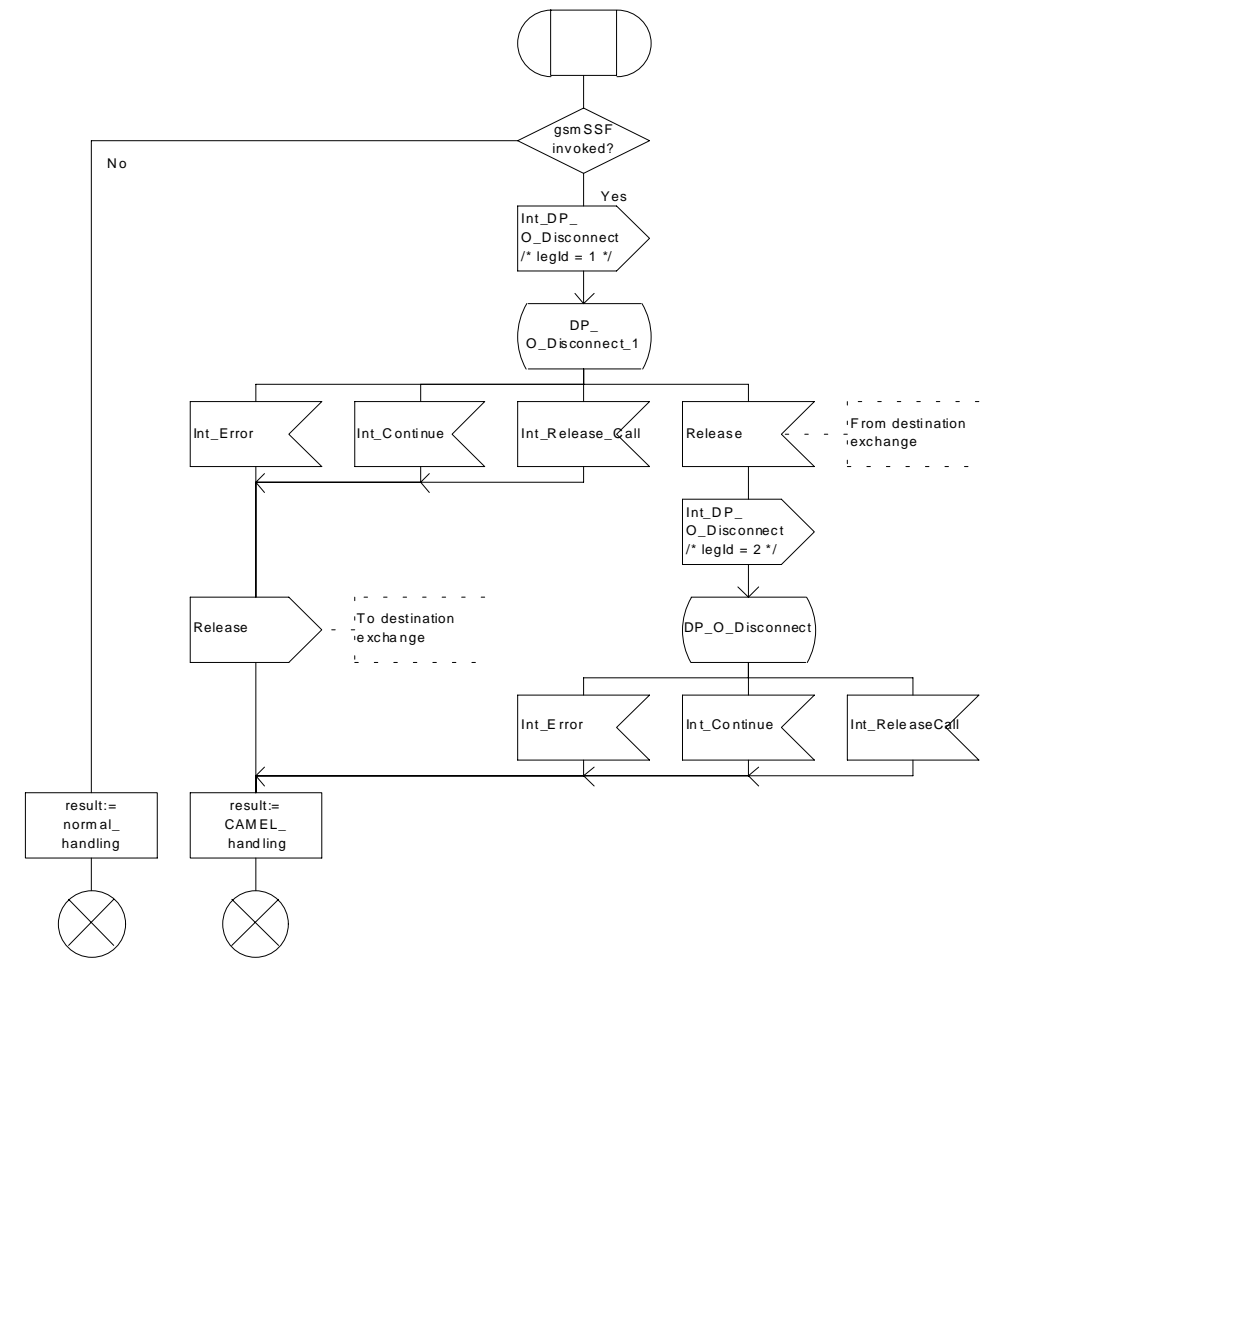 gsmSSF
invoked?
No
Yes
Int_DP_
O_Disconnect
/* legId = 1 */
DP_
O_Disconnect_1
Int_Error
Int_Continue
Int_Release_Call
Release
From destination
exchange
Int_DP_
O_Disconnect
/* legId = 2 */
Release
To destination
exchange
DP_O_Disconnect
Int_Error
Int_Continue
Int_ReleaseCall
result:=
normal_
handling
result:=
CAMEL_
handling